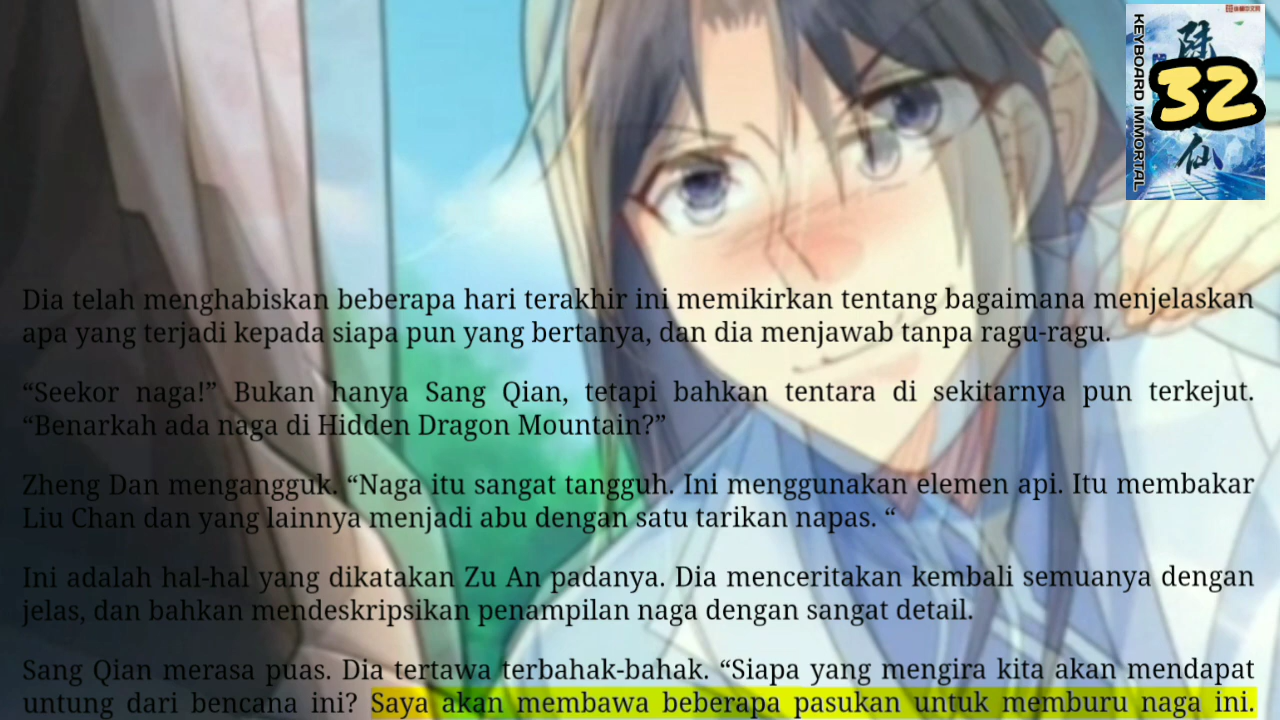 KEYBOARD IMMORTAL
陸
仙
32
Dia telah menghabiskan beberapa hari terakhir ini memikirkan tentang bagaimana menjelaskan
apa yang terjadi kepada siapa pun yang bertanya, dan dia menjawab tanpa ragu-ragu.
“Seekor naga!” Bukan hanya Sang Qian, tetapi bahkan tentara di sekitarnya pun terkejut.
“Benarkah ada naga di Hidden Dragon Mountain?”
Zheng Dan mengangguk. “Naga itu sangat tangguh. Ini menggunakan elemen api. Itu membakar
Liu Chan dan yang lainnya menjadi abu dengan satu tarikan napas. “
Ini adalah hal-hal yang dikatakan Zu An padanya. Dia menceritakan kembali semuanya dengan
jelas, dan bahkan mendeskripsikan penampilan naga dengan sangat detail.
Sang Qian merasa puas. Dia tertawa terbahak-bahak. “Siapa yang mengira kita akan mendapat
untung dari bencana ini? Saya akan membawa beberapa pasukan untuk memburu naga ini.